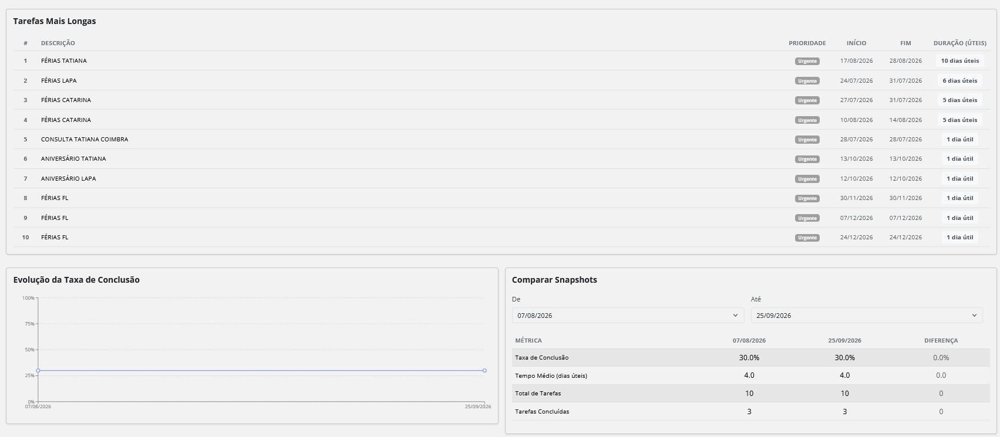 Tarefas Mais Longas
# DESCRIÇÃO PRIORIDADE INÍCIO FIM DURAÇÃO (ÚTEIS)
1 FÉRIAS TATIANA Urgente 17/08/2026 28/08/2026 10 dias úteis
2 FÉRIAS LAPA Urgente 24/07/2026 31/07/2026 6 dias úteis
3 FÉRIAS CATARINA Urgente 27/07/2026 31/07/2026 5 dias úteis
4 FÉRIAS CATARINA Urgente 10/08/2026 14/08/2026 5 dias úteis
5 CONSULTA TATIANA COIMBRA Urgente 28/07/2026 28/07/2026 1 dia útil
6 ANIVERSÁRIO TATIANA Urgente 13/10/2026 13/10/2026 1 dia útil
7 ANIVERSÁRIO LAPA Urgente 12/10/2026 12/10/2026 1 dia útil
8 FÉRIAS FL Urgente 30/11/2026 30/11/2026 1 dia útil
9 FÉRIAS FL Urgente 07/12/2026 07/12/2026 1 dia útil
10 FÉRIAS FL Urgente 24/12/2026 24/12/2026 1 dia útil
Evolução da Taxa de Conclusão
100%
75%
50%
25%
0%
07/08/2026 25/09/2026
Comparar Snapshots
De Até
07/08/2026 25/09/2026
MÉTRICA 07/08/2026 25/09/2026 DIFERENÇA
Taxa de Conclusão 30.0% 30.0% 0.0%
Tempo Médio (dias úteis) 4.0 4.0 0.0
Total de Tarefas 10 10 0
Tarefas Concluídas 3 3 0